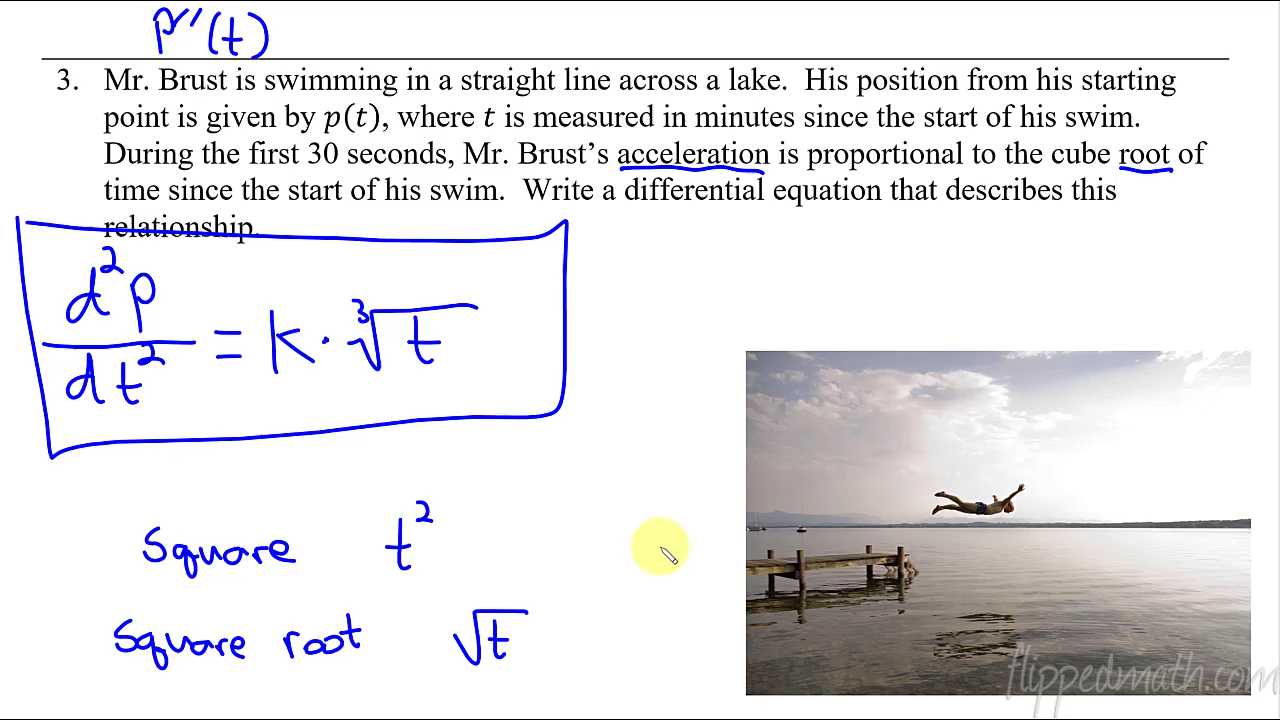 p''(t)
3. Mr. Brust is swimming in a straight line across a lake. His position from his starting
point is given by p(t), where t is measured in minutes since the start of his swim.
During the first 30 seconds, Mr. Brust's acceleration is proportional to the cube root of
time since the start of his swim. Write a differential equation that describes this
relationship.
d²p/dt² = k · ∛t
Square t²
Square root √t
flippedmath.com